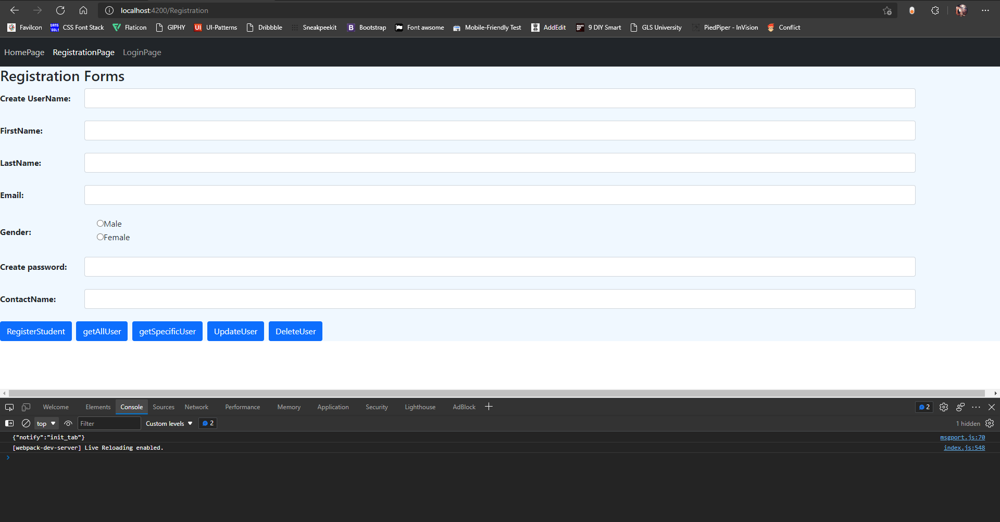 localhost:4200/Registration
FaviIcon CSS Font Stack Flaticon GIPHY UI UI-Patterns Dribbble Sneakpeekit B Bootstrap Font awsome Mobile-Friendly Test AddEdit 9 DIY Smart GLS University PiedPiper - InVision Conflict
HomePage RegistrationPage LoginPage
Registration Forms
Create UserName:
FirstName:
LastName:
Email:
Male
Gender:
Female
Create password:
ContactName:
RegisterStudent getAllUser getSpecificUser UpdateUser DeleteUser
Welcome Elements Console Sources Network Performance Memory Application Security Lighthouse AdBlock 2
top Filter Custom levels 2 1 hidden
{"notify":"init_tab"} msgport.js:70
[webpack-dev-server] Live Reloading enabled. index.js:548